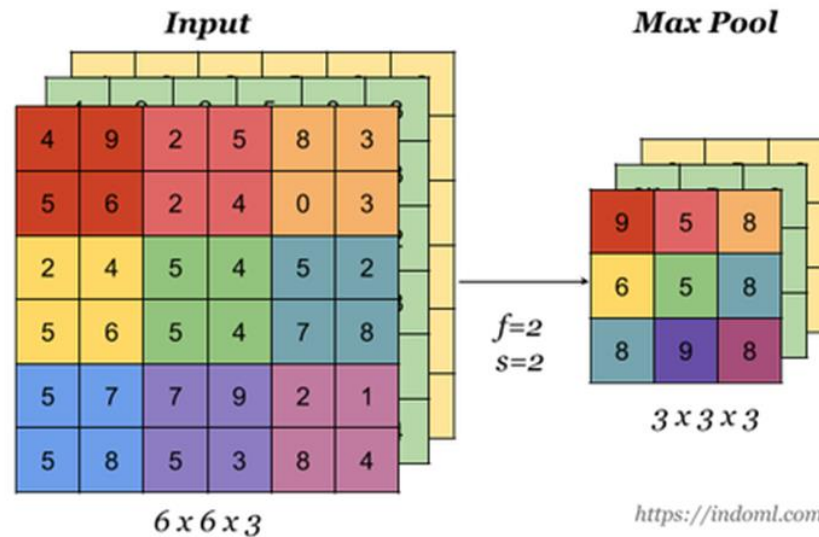 Input
Max Pool
4 9 2 5 8 3
5 6 2 4 0 3
2 4 5 4 5 2
5 6 5 4 7 8
5 7 7 9 2 1
5 8 5 3 8 4
6 x 6 x 3
f=2
s=2
9 5 8
6 5 8
8 9 8
3 x 3 x 3
https://indoml.com